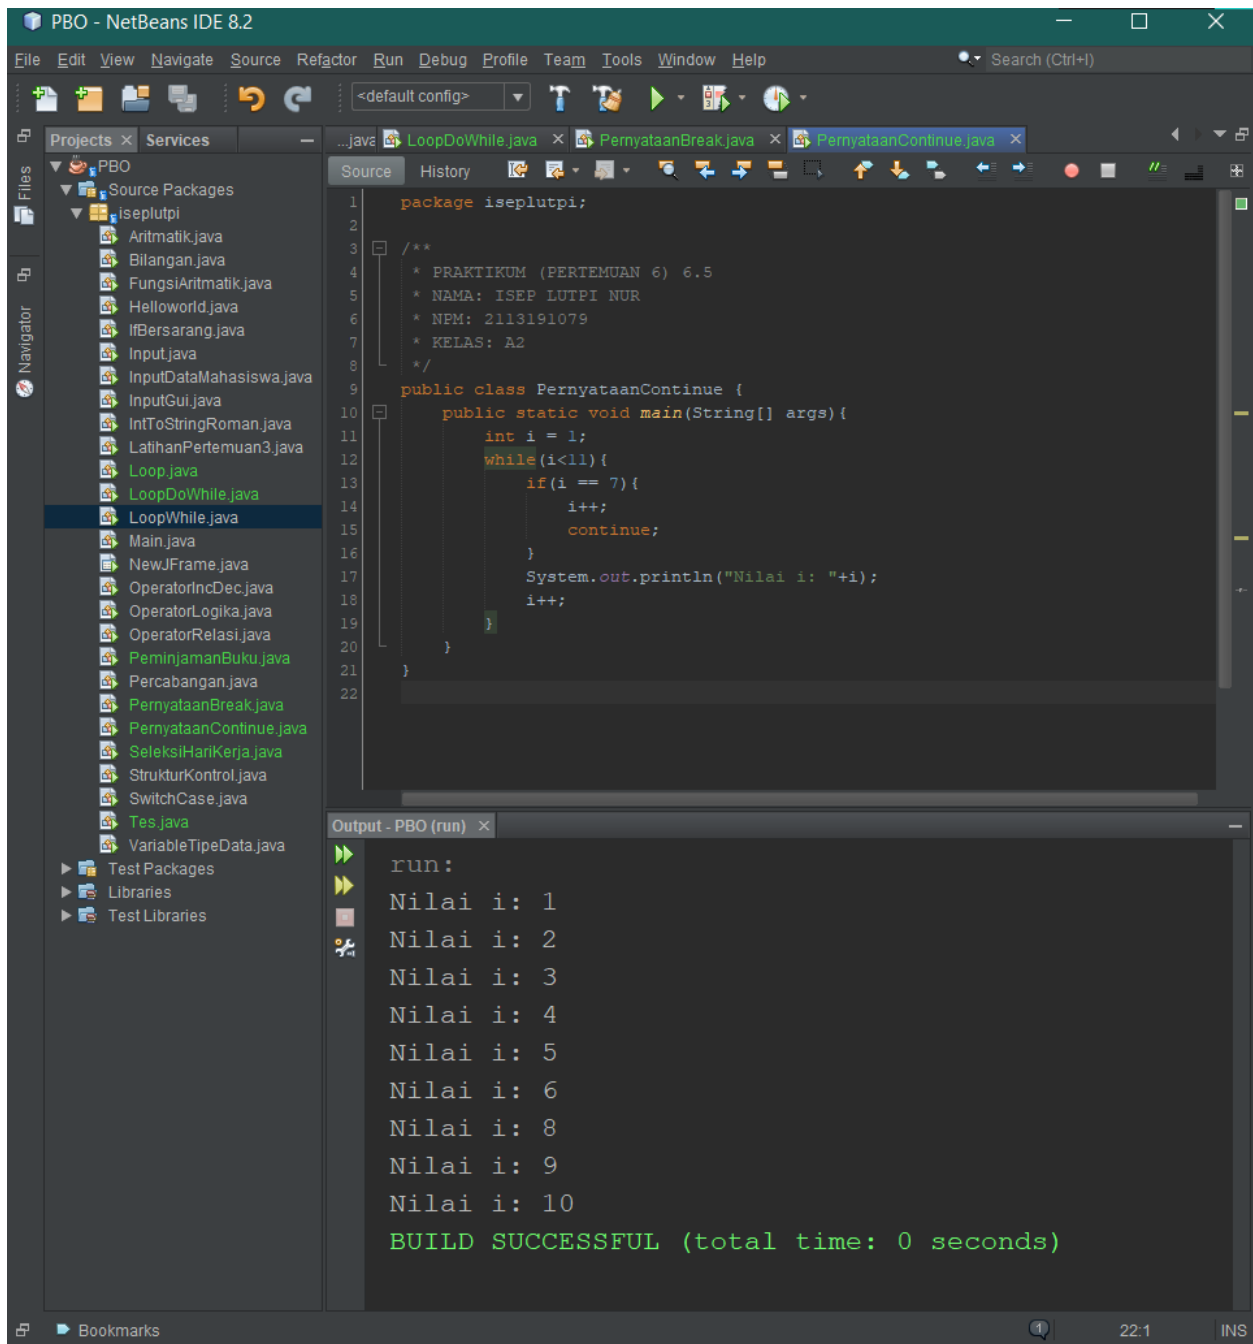 PBO - NetBeans IDE 8.2
File Edit View Navigate Source Refactor Run Debug Profile Team Tools Window Help
Search (Ctrl+I)
<default config>
Projects Services
Files
Navigator
PBO
Source Packages
iseplutpi
Aritmatik.java
Bilangan.java
FungsiAritmatik.java
Helloworld.java
IfBersarang.java
Input.java
InputDataMahasiswa.java
InputGui.java
IntToStringRoman.java
LatihanPertemuan3.java
Loop.java
LoopDoWhile.java
LoopWhile.java
Main.java
NewJFrame.java
OperatorIncDec.java
OperatorLogika.java
OperatorRelasi.java
PeminjamanBuku.java
Percabangan.java
PernyataanBreak.java
PernyataanContinue.java
SeleksiHariKerja.java
StrukturKontrol.java
SwitchCase.java
Tes.java
VariableTipeData.java
Test Packages
Libraries
Test Libraries
...java LoopDoWhile.java PernyataanBreak.java PernyataanContinue.java
Source History
1 package iseplutpi;
2
3 /**
4 * PRAKTIKUM (PERTEMUAN 6) 6.5
5 * NAMA: ISEP LUTPI NUR
6 * NPM: 2113191079
7 * KELAS: A2
8 */
9 public class PernyataanContinue {
10 public static void main(String[] args){
11 int i = 1;
12 while(i<11){
13 if(i == 7){
14 i++;
15 continue;
16 }
17 System.out.println("Nilai i: "+i);
18 i++;
19 }
20 }
21 }
22
Output - PBO (run)
run:
Nilai i: 1
Nilai i: 2
Nilai i: 3
Nilai i: 4
Nilai i: 5
Nilai i: 6
Nilai i: 8
Nilai i: 9
Nilai i: 10
BUILD SUCCESSFUL (total time: 0 seconds)
Bookmarks
1
22:1
INS